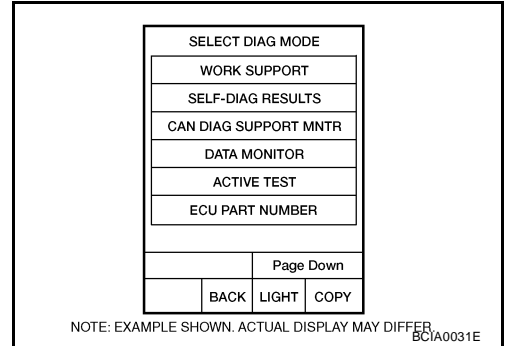 SELECT DIAG MODE
WORK SUPPORT
SELF-DIAG RESULTS
CAN DIAG SUPPORT MNTR
DATA MONITOR
ACTIVE TEST
ECU PART NUMBER
Page Down
BACK LIGHT COPY
NOTE: EXAMPLE SHOWN. ACTUAL DISPLAY MAY DIFFER.
BCIA0031E